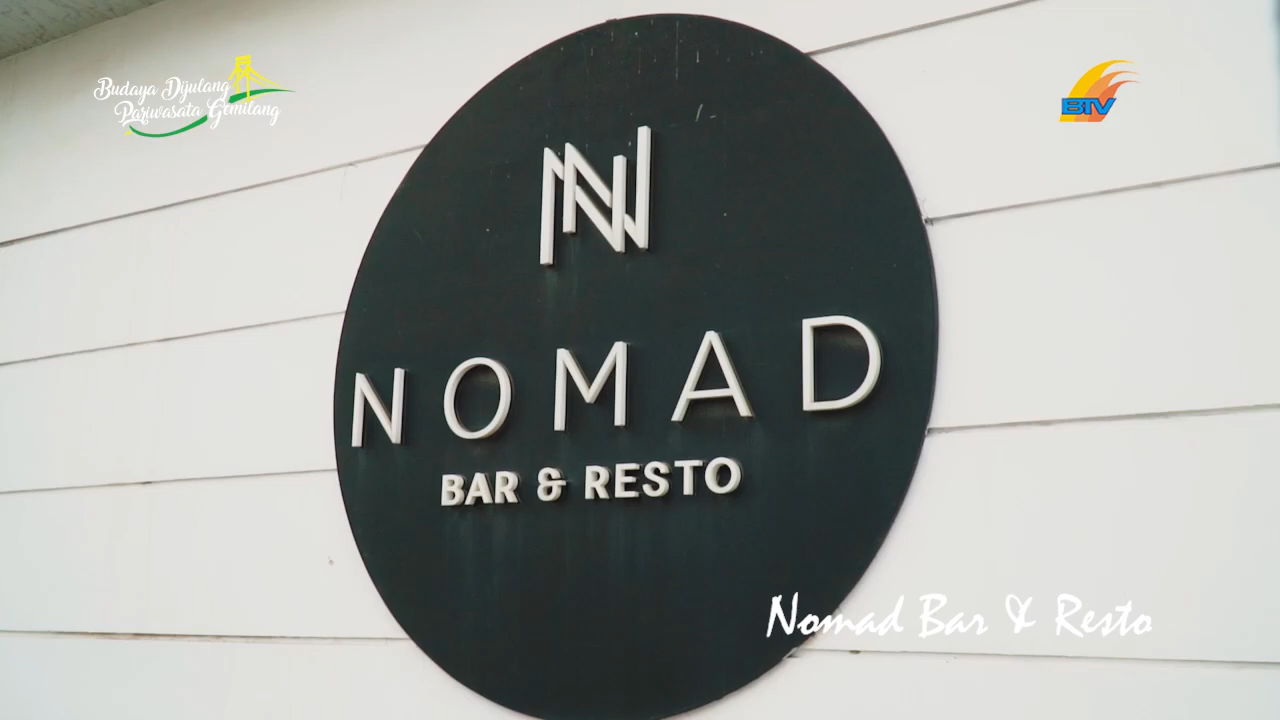 Budaya Dijulang
Pariwasata Gemilang
BTV
N
NOMAD
BAR & RESTO
Nomad Bar & Resto